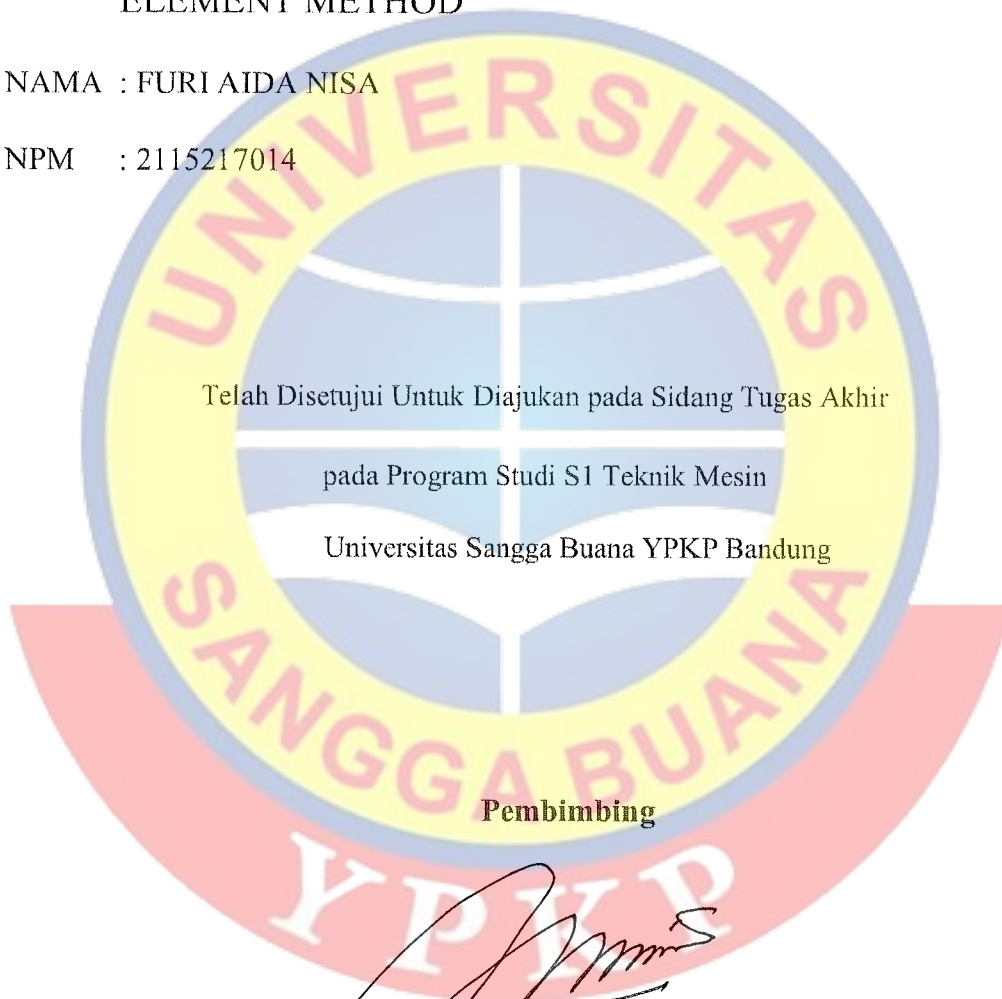 ELEMENT METHOD
NAMA : FURI AIDA NISA
NPM : 2115217014
UNIVERSITAS
Telah Disetujui Untuk Diajukan pada Sidang Tugas Akhir
pada Program Studi S1 Teknik Mesin
Universitas Sangga Buana YPKP Bandung
SANGGA BUANA
Pembimbing
YPKP